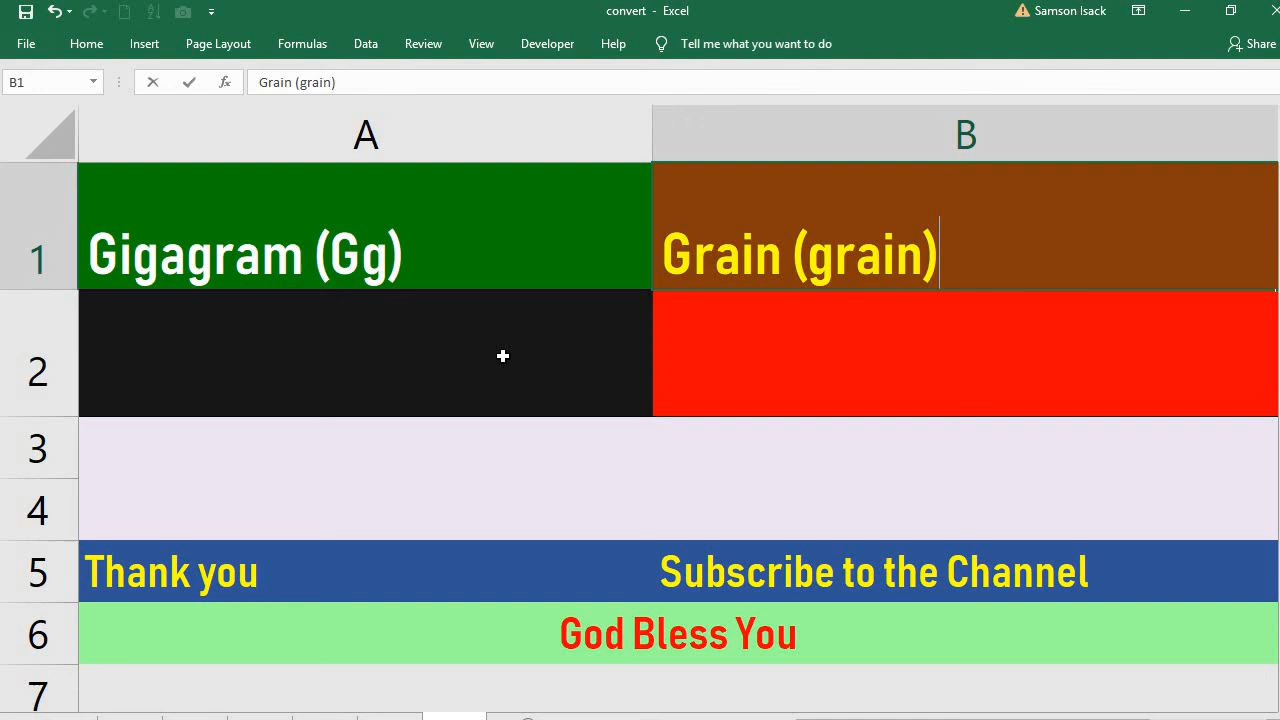 convert - Excel
Samson Isack
File Home Insert Page Layout Formulas Data Review View Developer Help Tell me what you want to do Share
B1 fx Grain (grain)
A B
1 Gigagram (Gg) Grain (grain)
2
3
4
5 Thank you Subscribe to the Channel
6 God Bless You
7